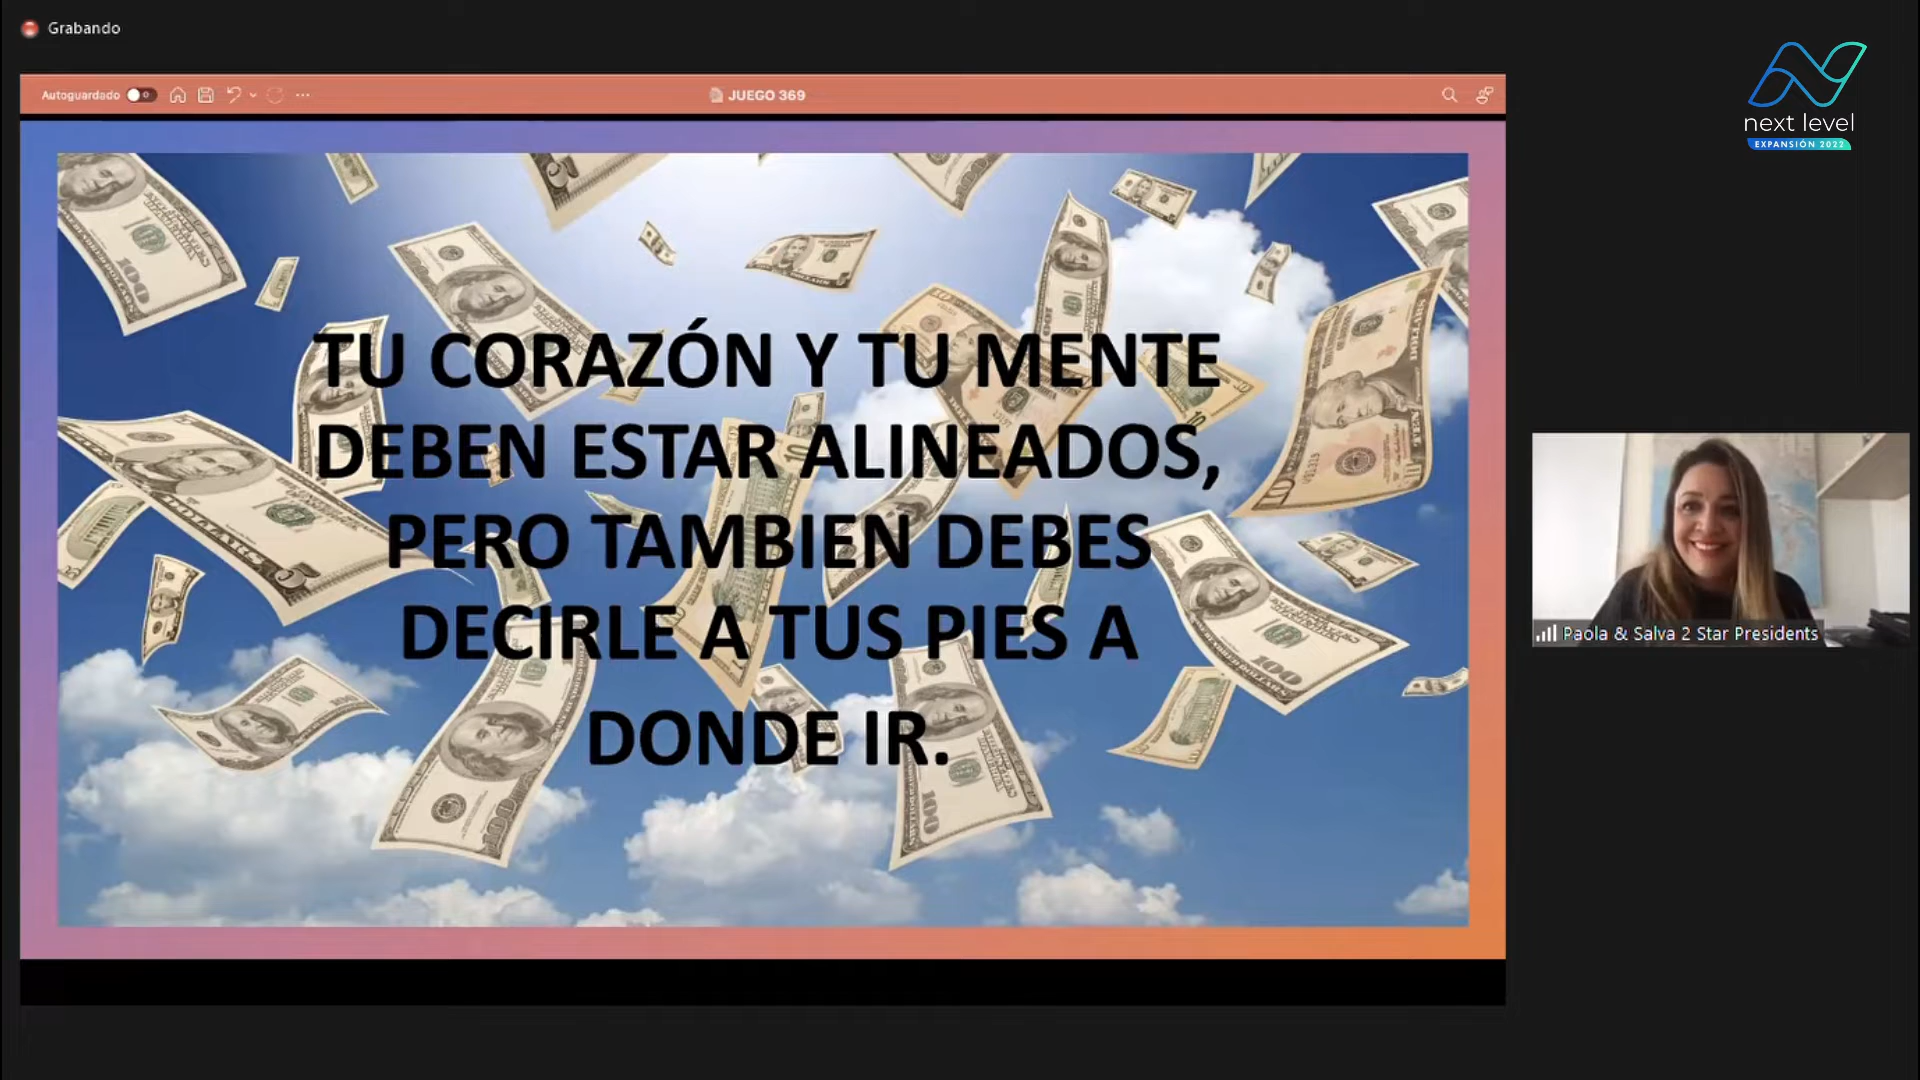 Grabando
Autoguardado
JUEGO 369
next level
EXPANSIÓN 2022
TU CORAZÓN Y TU MENTE
DEBEN ESTAR ALINEADOS,
PERO TAMBIEN DEBES
DECIRLE A TUS PIES A
DONDE IR.
Paola & Salva 2 Star Presidents